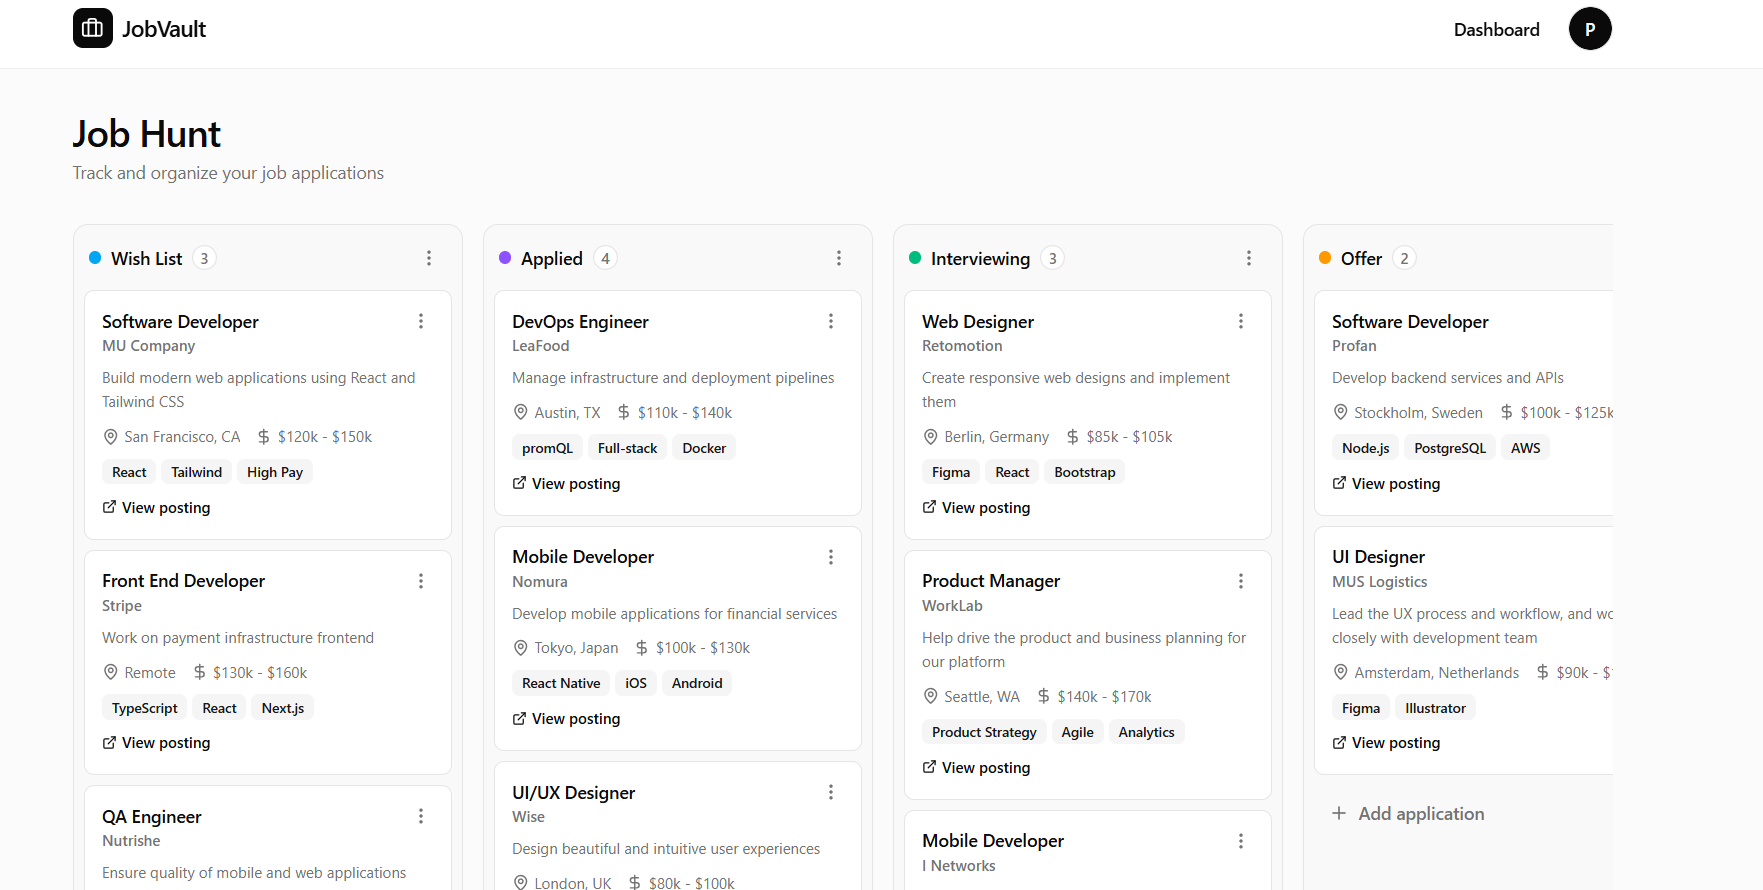 JobVault
Dashboard
P
Job Hunt
Track and organize your job applications
Wish List 3
Software Developer
MU Company
Build modern web applications using React and
Tailwind CSS
San Francisco, CA $120k - $150k
React Tailwind High Pay
View posting
Front End Developer
Stripe
Work on payment infrastructure frontend
Remote $130k - $160k
TypeScript React Next.js
View posting
QA Engineer
Nutrishe
Ensure quality of mobile and web applications
Applied 4
DevOps Engineer
LeaFood
Manage infrastructure and deployment pipelines
Austin, TX $110k - $140k
promQL Full-stack Docker
View posting
Mobile Developer
Nomura
Develop mobile applications for financial services
Tokyo, Japan $100k - $130k
React Native iOS Android
View posting
UI/UX Designer
Wise
Design beautiful and intuitive user experiences
London, UK $80k - $100k
Interviewing 3
Web Designer
Retomotion
Create responsive web designs and implement
them
Berlin, Germany $85k - $105k
Figma React Bootstrap
View posting
Product Manager
WorkLab
Help drive the product and business planning for
our platform
Seattle, WA $140k - $170k
Product Strategy Agile Analytics
View posting
Mobile Developer
I Networks
Offer 2
Software Developer
Profan
Develop backend services and APIs
Stockholm, Sweden $100k - $125k
Node.js PostgreSQL AWS
View posting
UI Designer
MUS Logistics
Lead the UX process and workflow, and
closely with development team
Amsterdam, Netherlands $90k -
Figma Illustrator
View posting
+ Add application